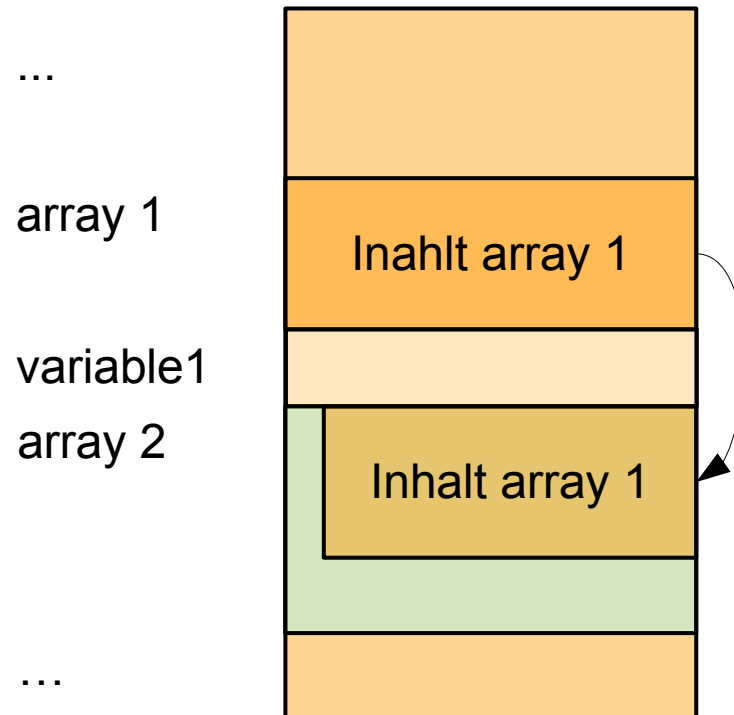 ...
array 1
Inahlt array 1
variable1
array 2
Inhalt array 1
...